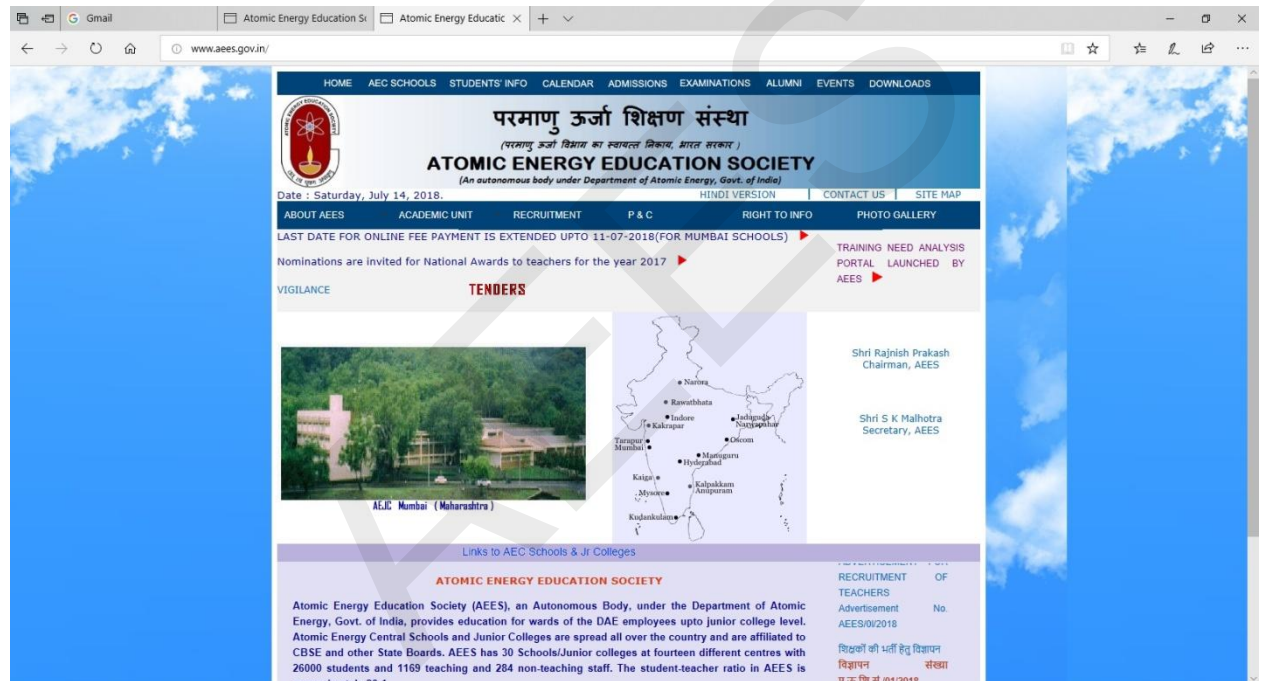 Gmail
Atomic Energy Education Sc
Atomic Energy Educatic
www.aees.gov.in/
HOME AEC SCHOOLS STUDENTS' INFO CALENDAR ADMISSIONS EXAMINATIONS ALUMNI EVENTS DOWNLOADS
परमाणु ऊर्जा शिक्षण संस्था
(परमाणु ऊर्जा विभाग का स्वायत्त निकाय, भारत सरकार )
ATOMIC ENERGY EDUCATION SOCIETY
(An autonomous body under Department of Atomic Energy, Govt. of India)
Date : Saturday, July 14, 2018.
HINDI VERSION | CONTACT US | SITE MAP
ABOUT AEES ACADEMIC UNIT RECRUITMENT P & C RIGHT TO INFO PHOTO GALLERY
LAST DATE FOR ONLINE FEE PAYMENT IS EXTENDED UPTO 11-07-2018(FOR MUMBAI SCHOOLS)
Nominations are invited for National Awards to teachers for the year 2017
TRAINING NEED ANALYSIS
PORTAL LAUNCHED BY
AEES
VIGILANCE
TENDERS
Narora
Rawatbhata
Indore
Kakrapar
Jaduguda
Narwapahar
Tarapur
Mumbai
Oscom
Manuguru
Hyderabad
Kaiga
Kalpakkam
Mysore
Anupuram
Kudankulam
AEJC Mumbai (Maharashtra)
Shri Rajnish Prakash
Chairman, AEES
Shri S K Malhotra
Secretary, AEES
Links to AEC Schools & Jr Colleges
ATOMIC ENERGY EDUCATION SOCIETY
Atomic Energy Education Society (AEES), an Autonomous Body, under the Department of Atomic
Energy, Govt. of India, provides education for wards of the DAE employees upto junior college level.
Atomic Energy Central Schools and Junior Colleges are spread all over the country and are affiliated to
CBSE and other State Boards. AEES has 30 Schools/Junior colleges at fourteen different centres with
26000 students and 1169 teaching and 284 non-teaching staff. The student-teacher ratio in AEES is
RECRUITMENT OF
TEACHERS
Advertisement No.
AEES/0I/2018
शिक्षकों की भर्ती हेतु विज्ञापन
विज्ञापन संख्या
AEES